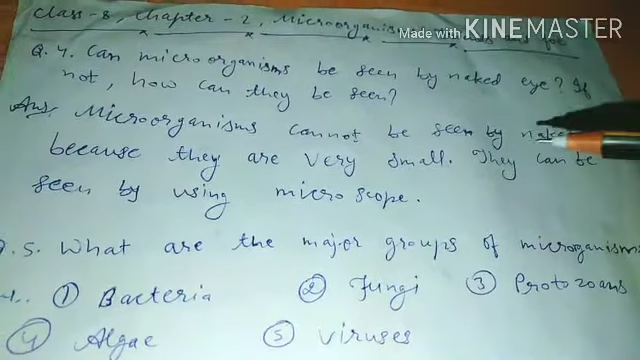 Made with KINEMASTER
Class-8, Chapter-2, Microorganisms
Q.4. Can microorganisms be seen by naked eye? If
not, how can they be seen?
Ans. Microorganisms cannot be seen by
because they are very small. They can be
seen by using microscope.
Q.5. What are the major groups of microrganisms
① Bacteria ② Fungi ③ Protozoans
④ Algae ⑤ Viruses